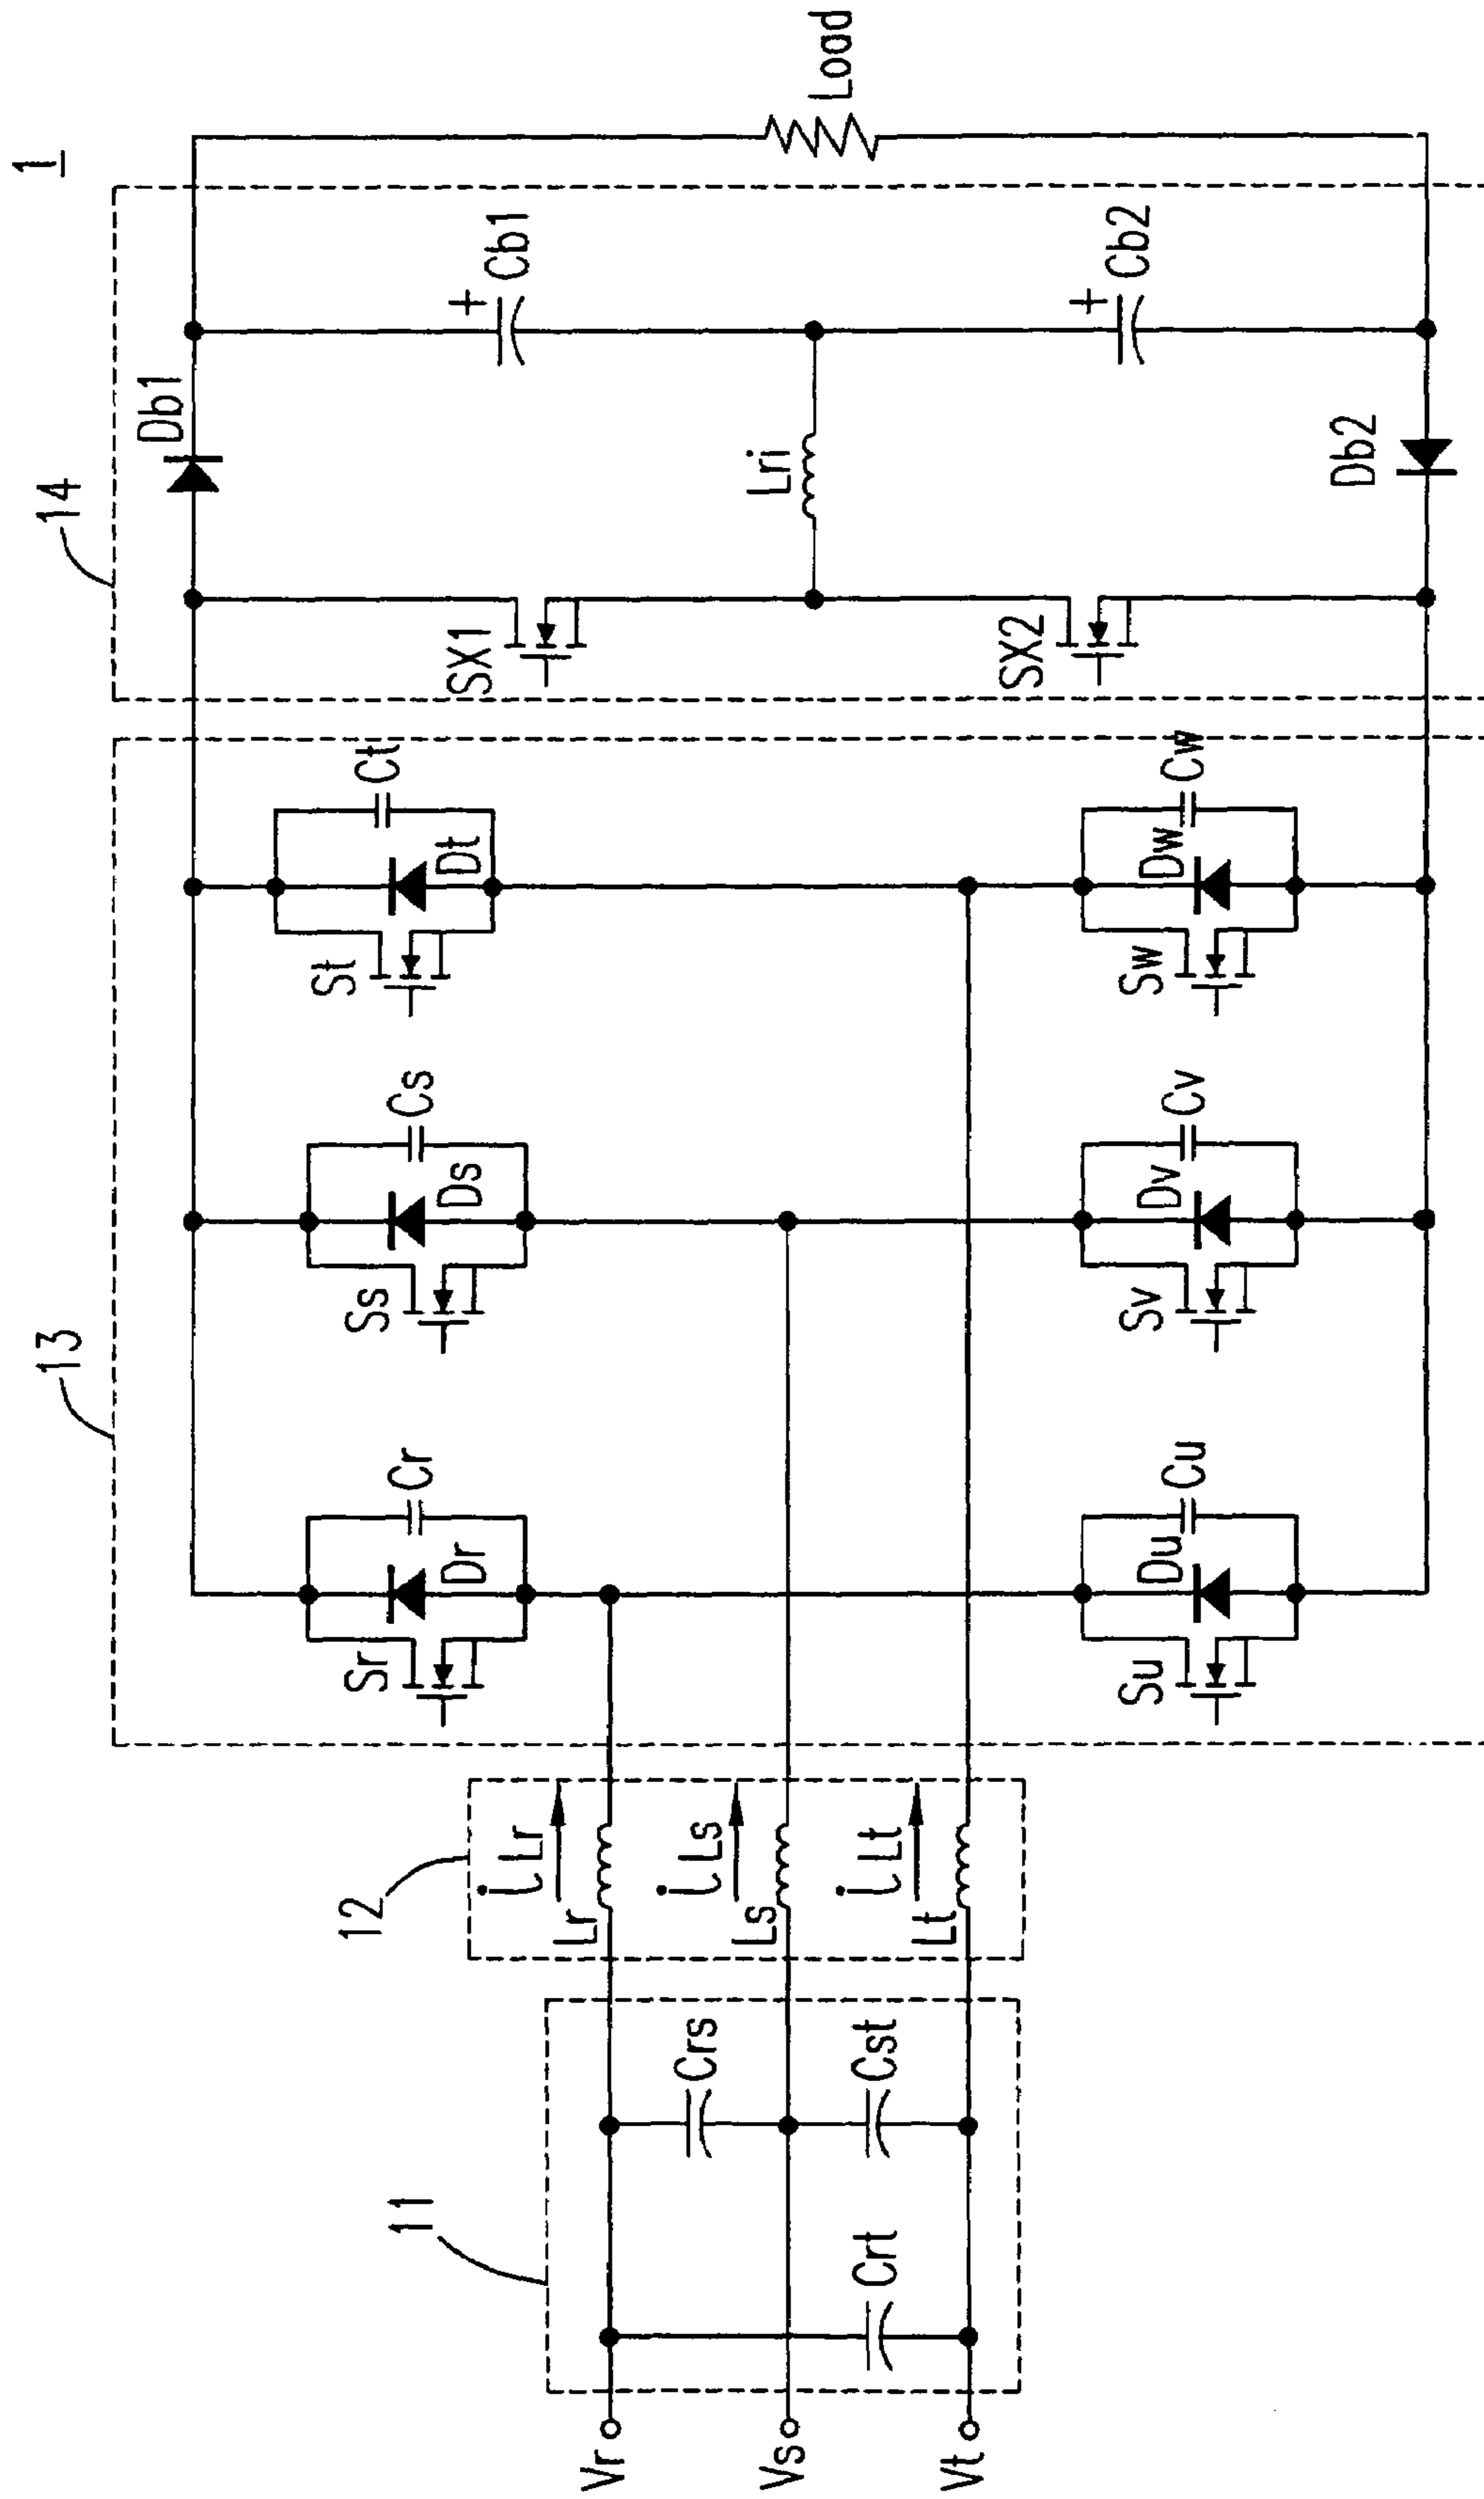 1
14
13
12
11
Db1
Cb1
Load
SX1
Lri
SX2
Cb2
Db2
St
Dt
Ct
Ss
Ds
Cs
Sr
Dr
Cr
Sw
Dw
Cw
Sv
Dv
Cv
Su
Du
Cu
iLr
Lr
iLs
Ls
iLt
Lt
Crs
Cst
Crt
Vr
Vs
Vt
+
+